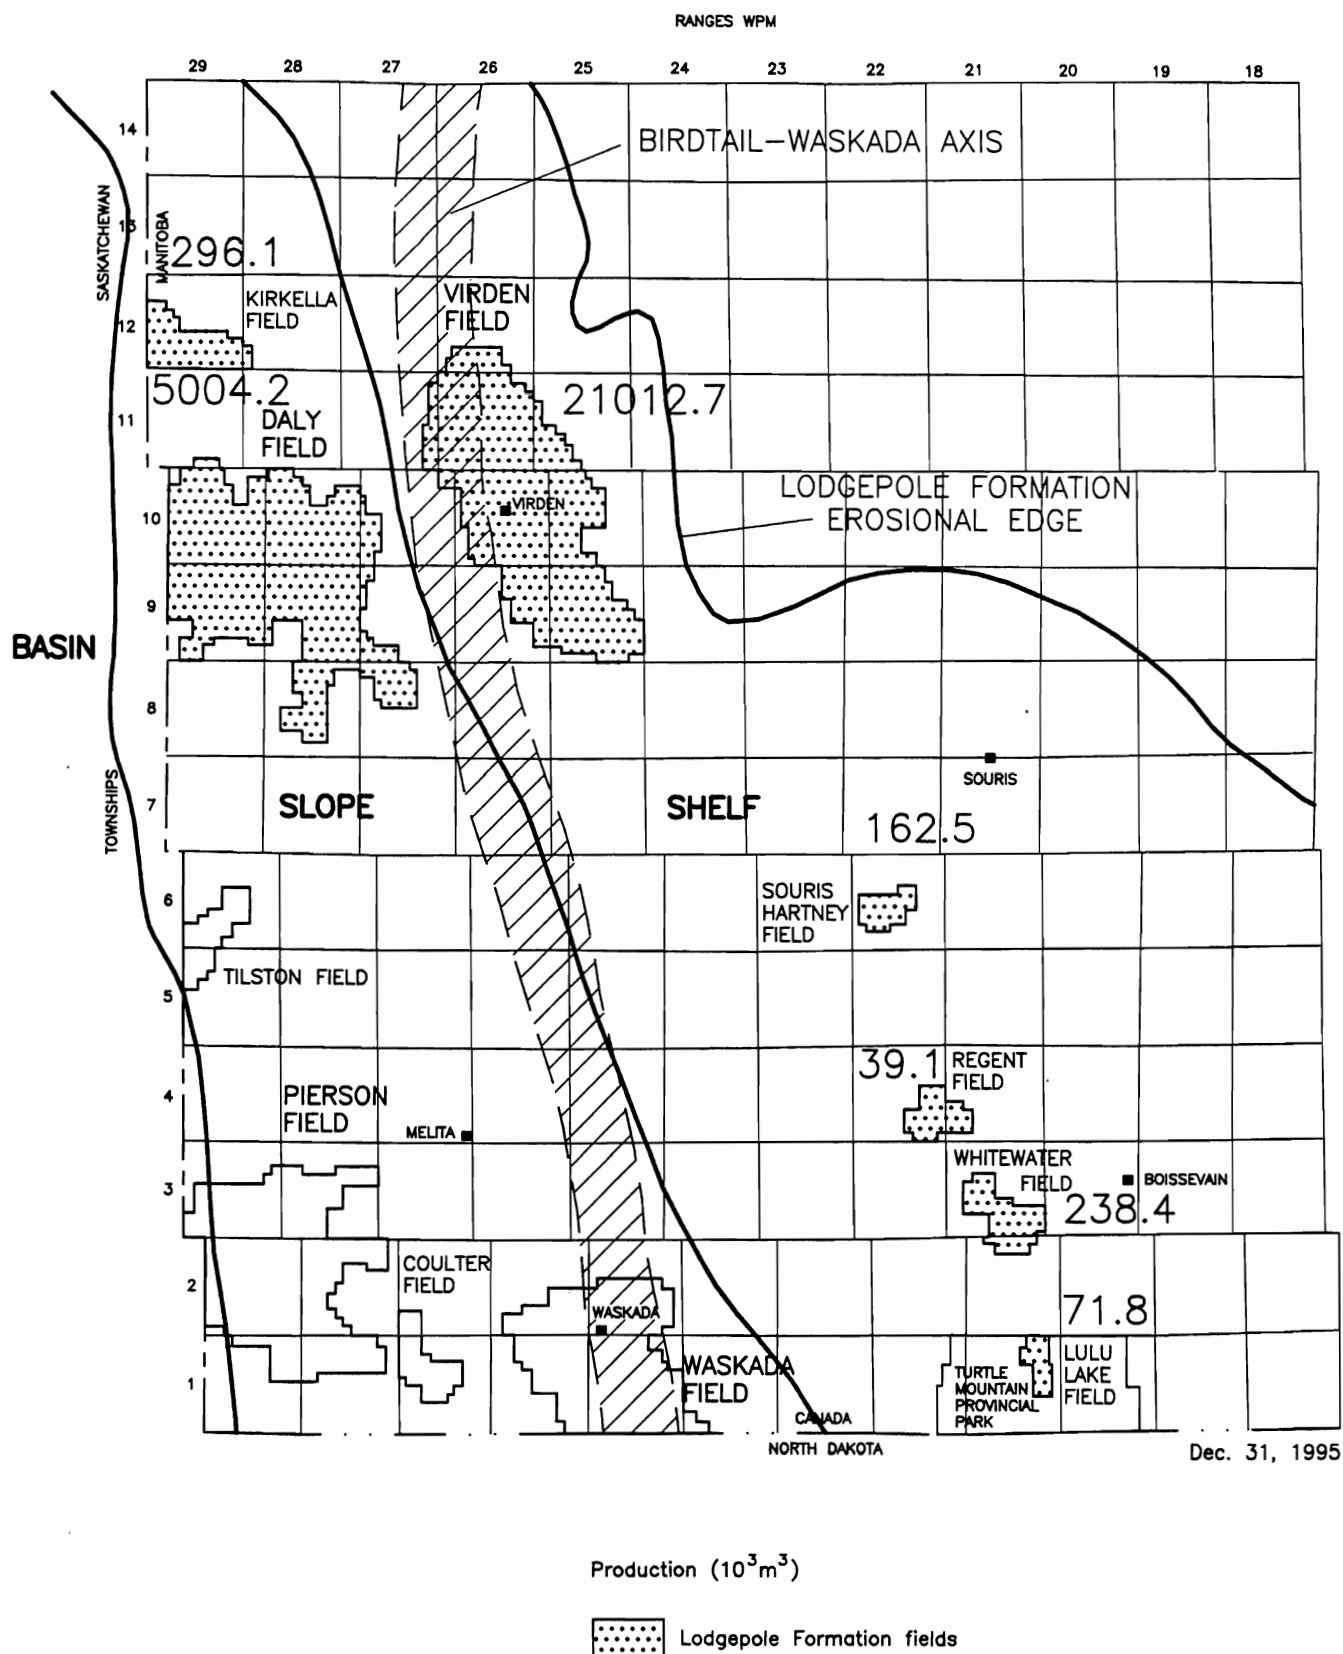 RANGES WPM
29 28 27 26 25 24 23 22 21 20 19 18
14
BIRDTAIL-WASKADA AXIS
SASKATCHEWAN
13
MANITOBA
296.1
KIRKELLA
FIELD
VIRDEN
FIELD
12
5004.2
21012.7
11
DALY
FIELD
LODGEPOLE FORMATION
EROSIONAL EDGE
10
VIRDEN
9
BASIN
8
SOURIS
TOWNSHIPS
7
SLOPE
SHELF
162.5
6
SOURIS
HARTNEY
FIELD
TILSTON FIELD
5
39.1
REGENT
FIELD
4
PIERSON
FIELD
MELITA
WHITEWATER
FIELD
3
BOISSEVAIN
238.4
COULTER
FIELD
2
WASKADA
71.8
WASKADA
FIELD
1
TURTLE
MOUNTAIN
PROVINCIAL
PARK
LULU
LAKE
FIELD
CANADA
NORTH DAKOTA
Dec. 31, 1995
Production (10³m³)
Lodgepole Formation fields